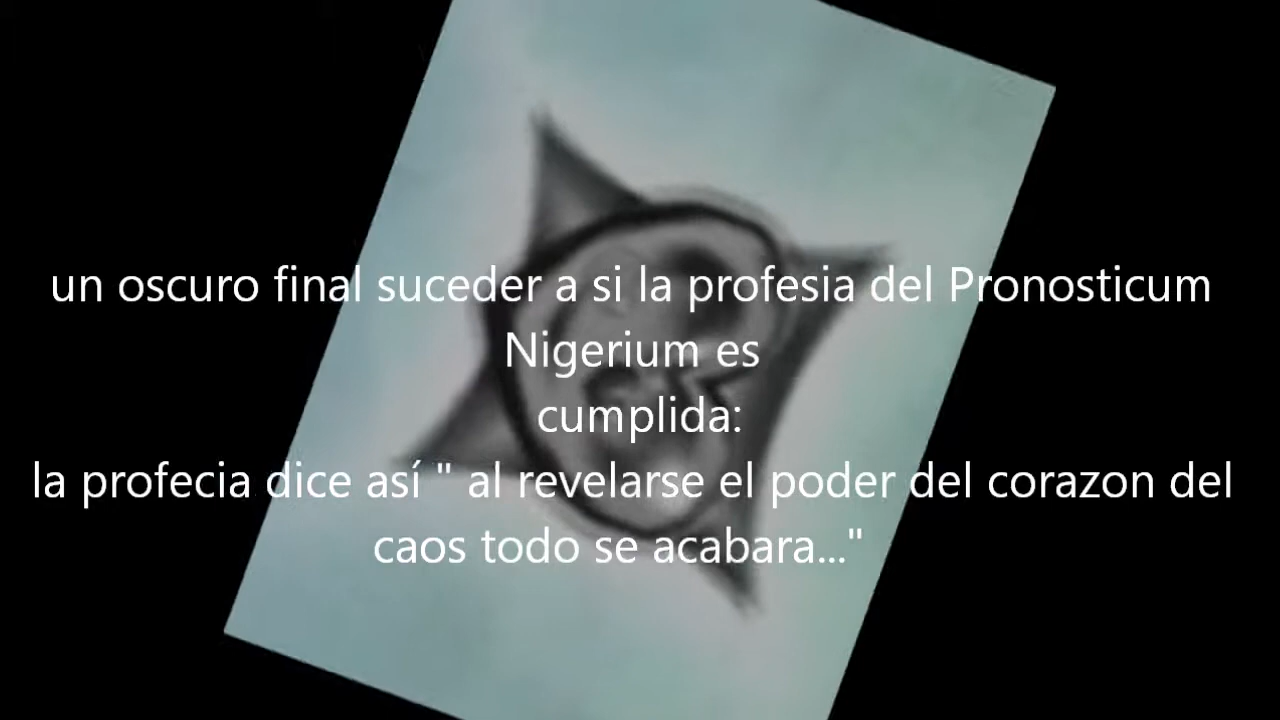 un oscuro final suceder a si la profesia del Pronosticum
Nigerium es
cumplida:
la profecia dice así " al revelarse el poder del corazon del
caos todo se acabara..."